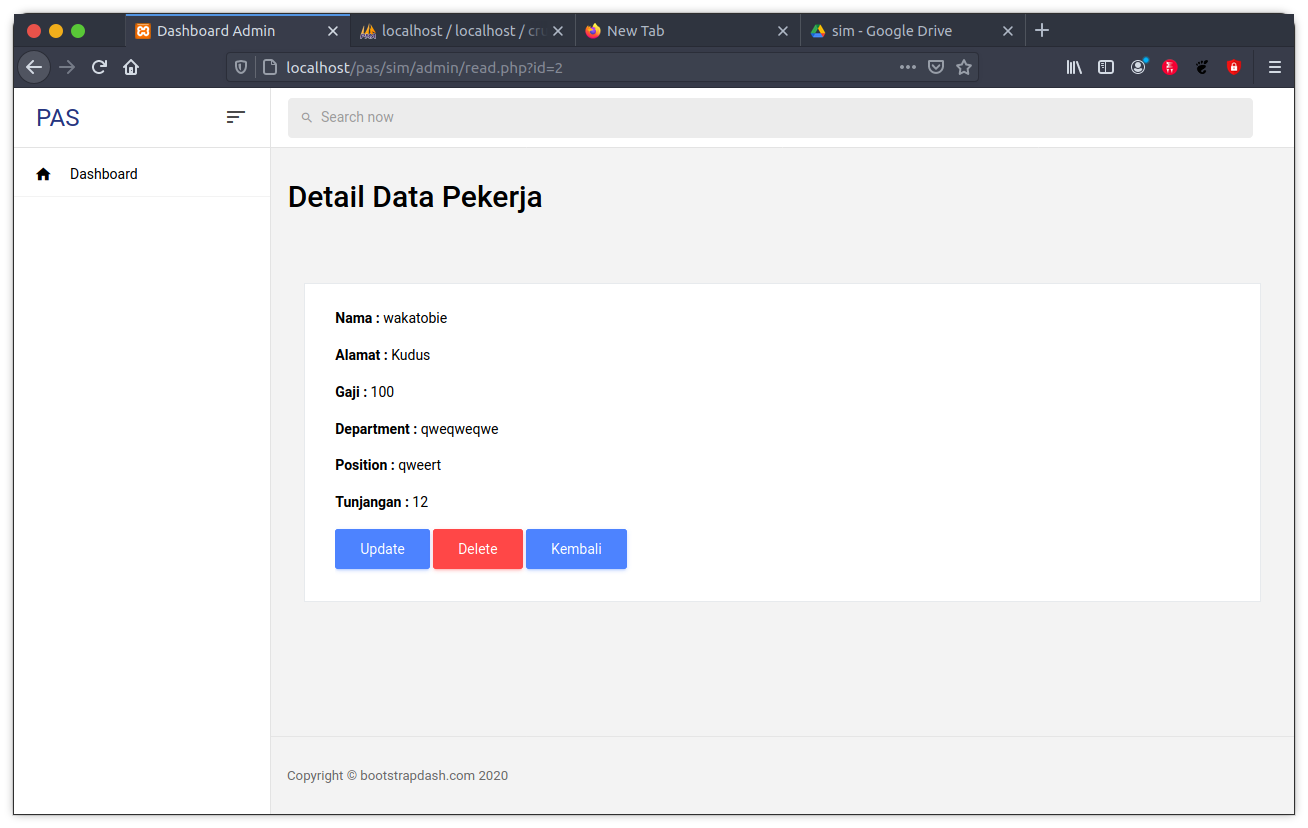 Dashboard Admin
localhost / localhost / cru
New Tab
sim - Google Drive
localhost/pas/sim/admin/read.php?id=2
PAS
Search now
Dashboard
Detail Data Pekerja
Nama : wakatobie
Alamat : Kudus
Gaji : 100
Department : qweqweqwe
Position : qweert
Tunjangan : 12
Update Delete Kembali
Copyright © bootstrapdash.com 2020